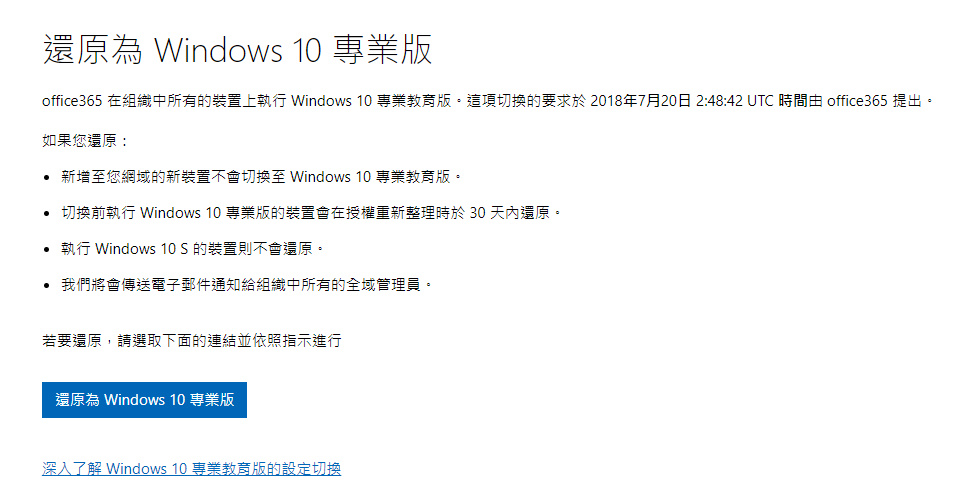 還原為 Windows 10 專業版
office365 在組織中所有的裝置上執行 Windows 10 專業教育版。這項切換的要求於 2018年7月20日 2:48:42 UTC 時間由 office365 提出。
如果您還原：
• 新增至您網域的新裝置不會切換至 Windows 10 專業教育版。
• 切換前執行 Windows 10 專業版的裝置會在授權重新整理時於 30 天內還原。
• 執行 Windows 10 S 的裝置則不會還原。
• 我們將會傳送電子郵件通知給組織中所有的全域管理員。
若要還原，請選取下面的連結並依照指示進行
還原為 Windows 10 專業版
深入了解 Windows 10 專業教育版的設定切換